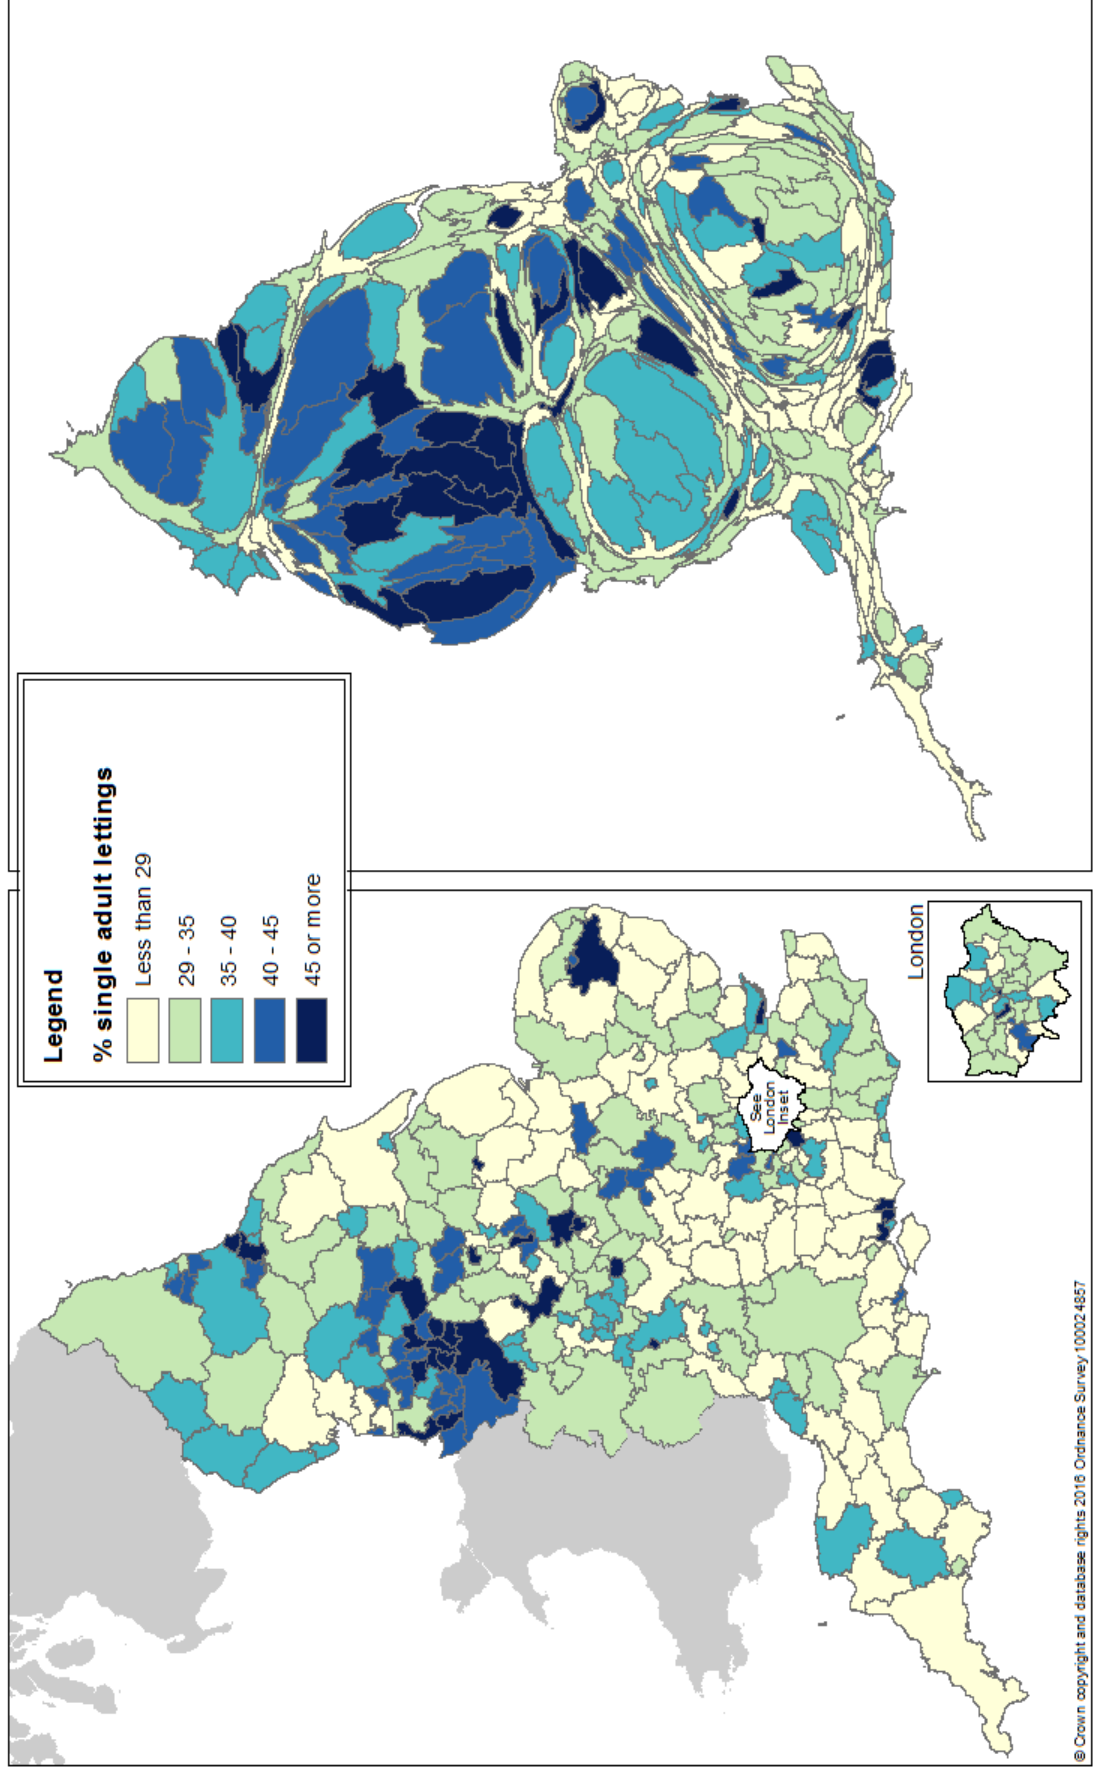 Legend
% single adult lettings
Less than 29
29 - 35
35 - 40
40 - 45
45 or more
See
London
Inset
London
© Crown copyright and database rights 2016 Ordnance Survey 100024857